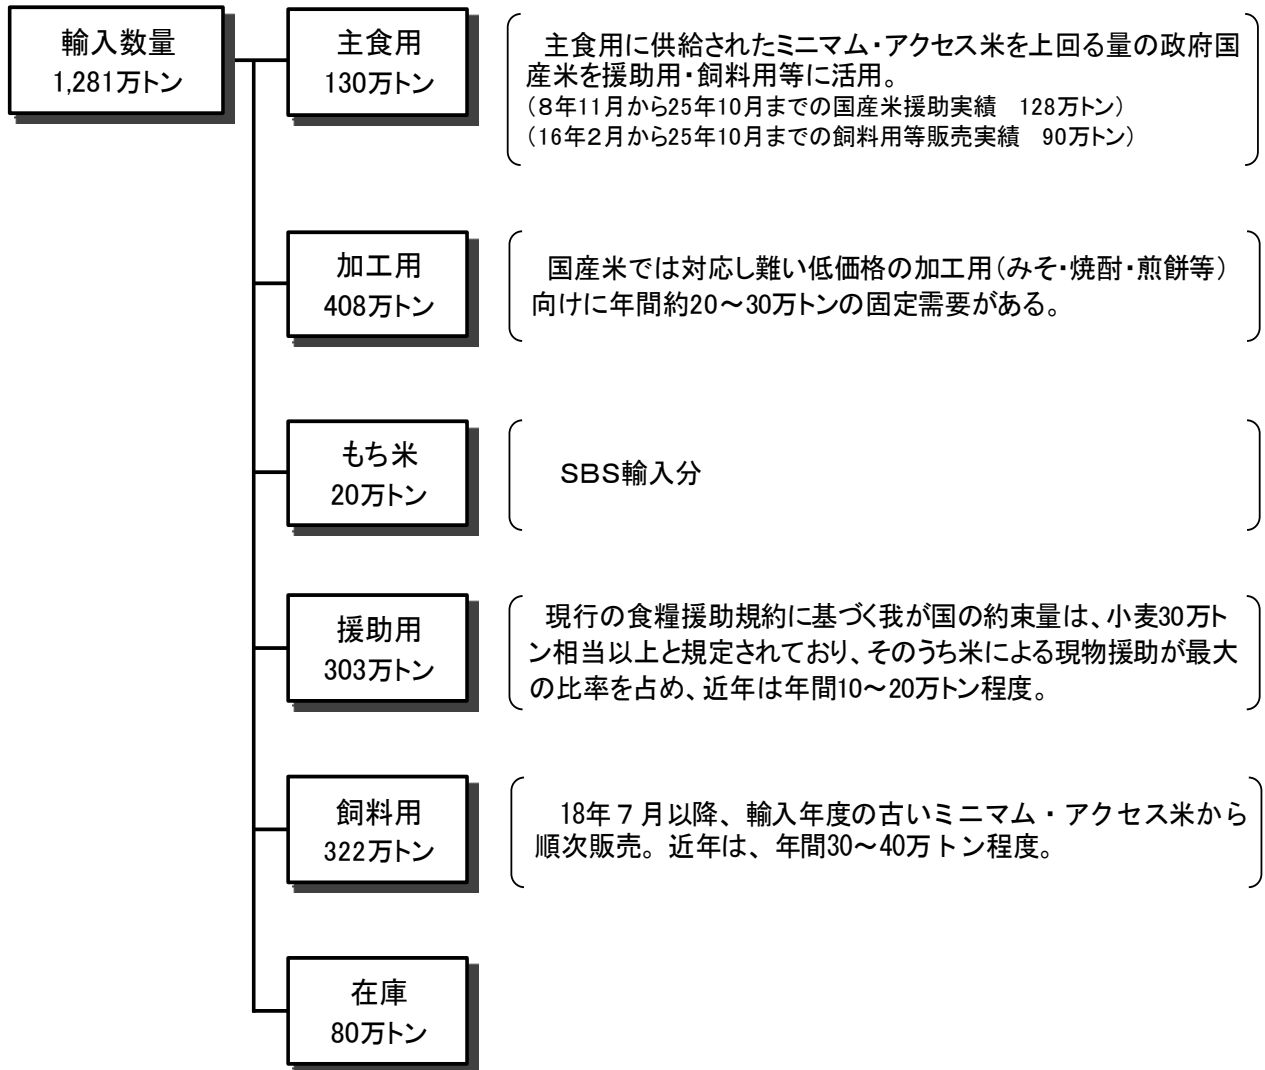 輸入数量
1,281万トン
主食用
130万トン
主食用に供給されたミニマム・アクセス米を上回る量の政府国
産米を援助用・飼料用等に活用。
（８年11月から25年10月までの国産米援助実績　128万トン）
（16年２月から25年10月までの飼料用等販売実績　90万トン）
加工用
408万トン
国産米では対応し難い低価格の加工用（みそ・焼酎・煎餅等）
向けに年間約20～30万トンの固定需要がある。
もち米
20万トン
ＳＢＳ輸入分
援助用
303万トン
現行の食糧援助規約に基づく我が国の約束量は、小麦30万ト
ン相当以上と規定されており、そのうち米による現物援助が最大
の比率を占め、近年は年間10～20万トン程度。
飼料用
322万トン
18年７月以降、輸入年度の古いミニマム・アクセス米から
順次販売。近年は、年間30～40万トン程度。
在庫
80万トン